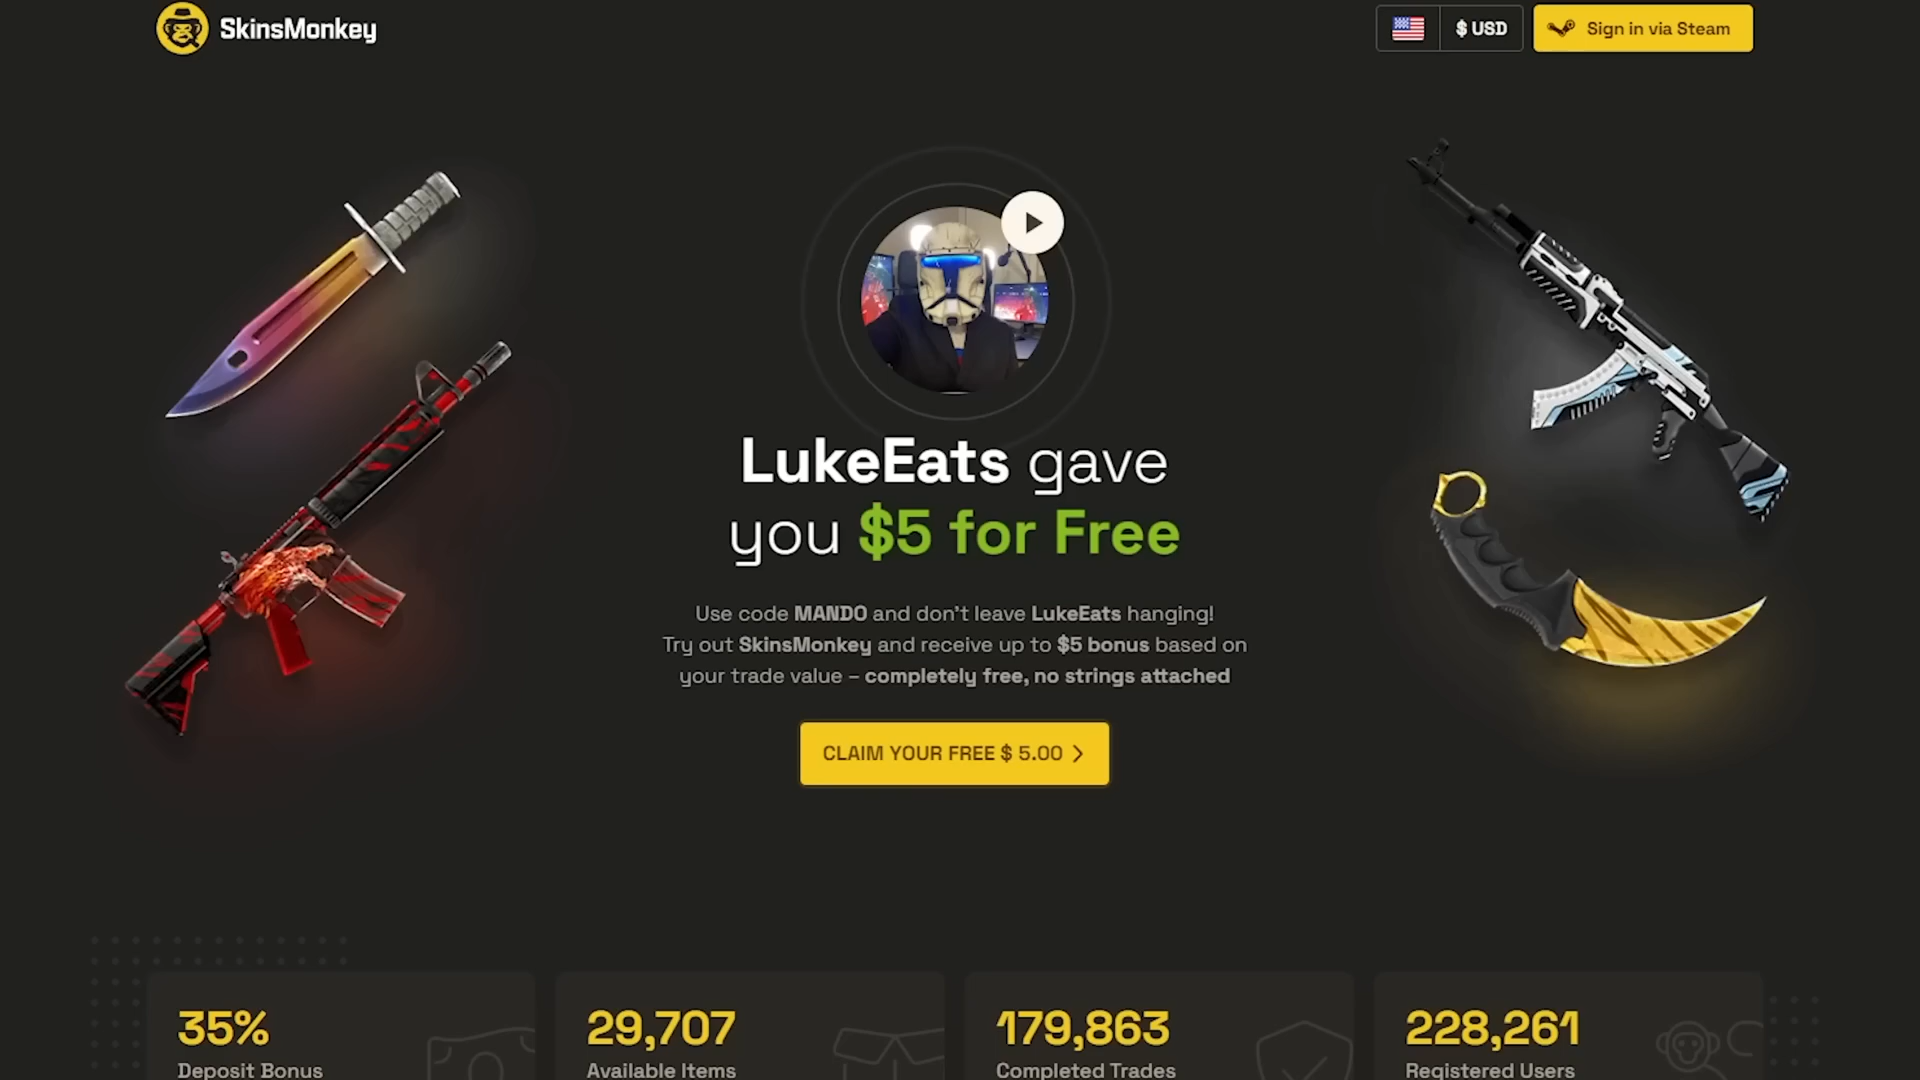 SkinsMonkey
$ USD
Sign in via Steam
LukeEats gave
you $5 for Free
Use code MANDO and don't leave LukeEats hanging!
Try out SkinsMonkey and receive up to $5 bonus based on
your trade value – completely free, no strings attached
CLAIM YOUR FREE $ 5.00
35%
Deposit Bonus
29,707
Available Items
179,863
Completed Trades
228,261
Registered Users